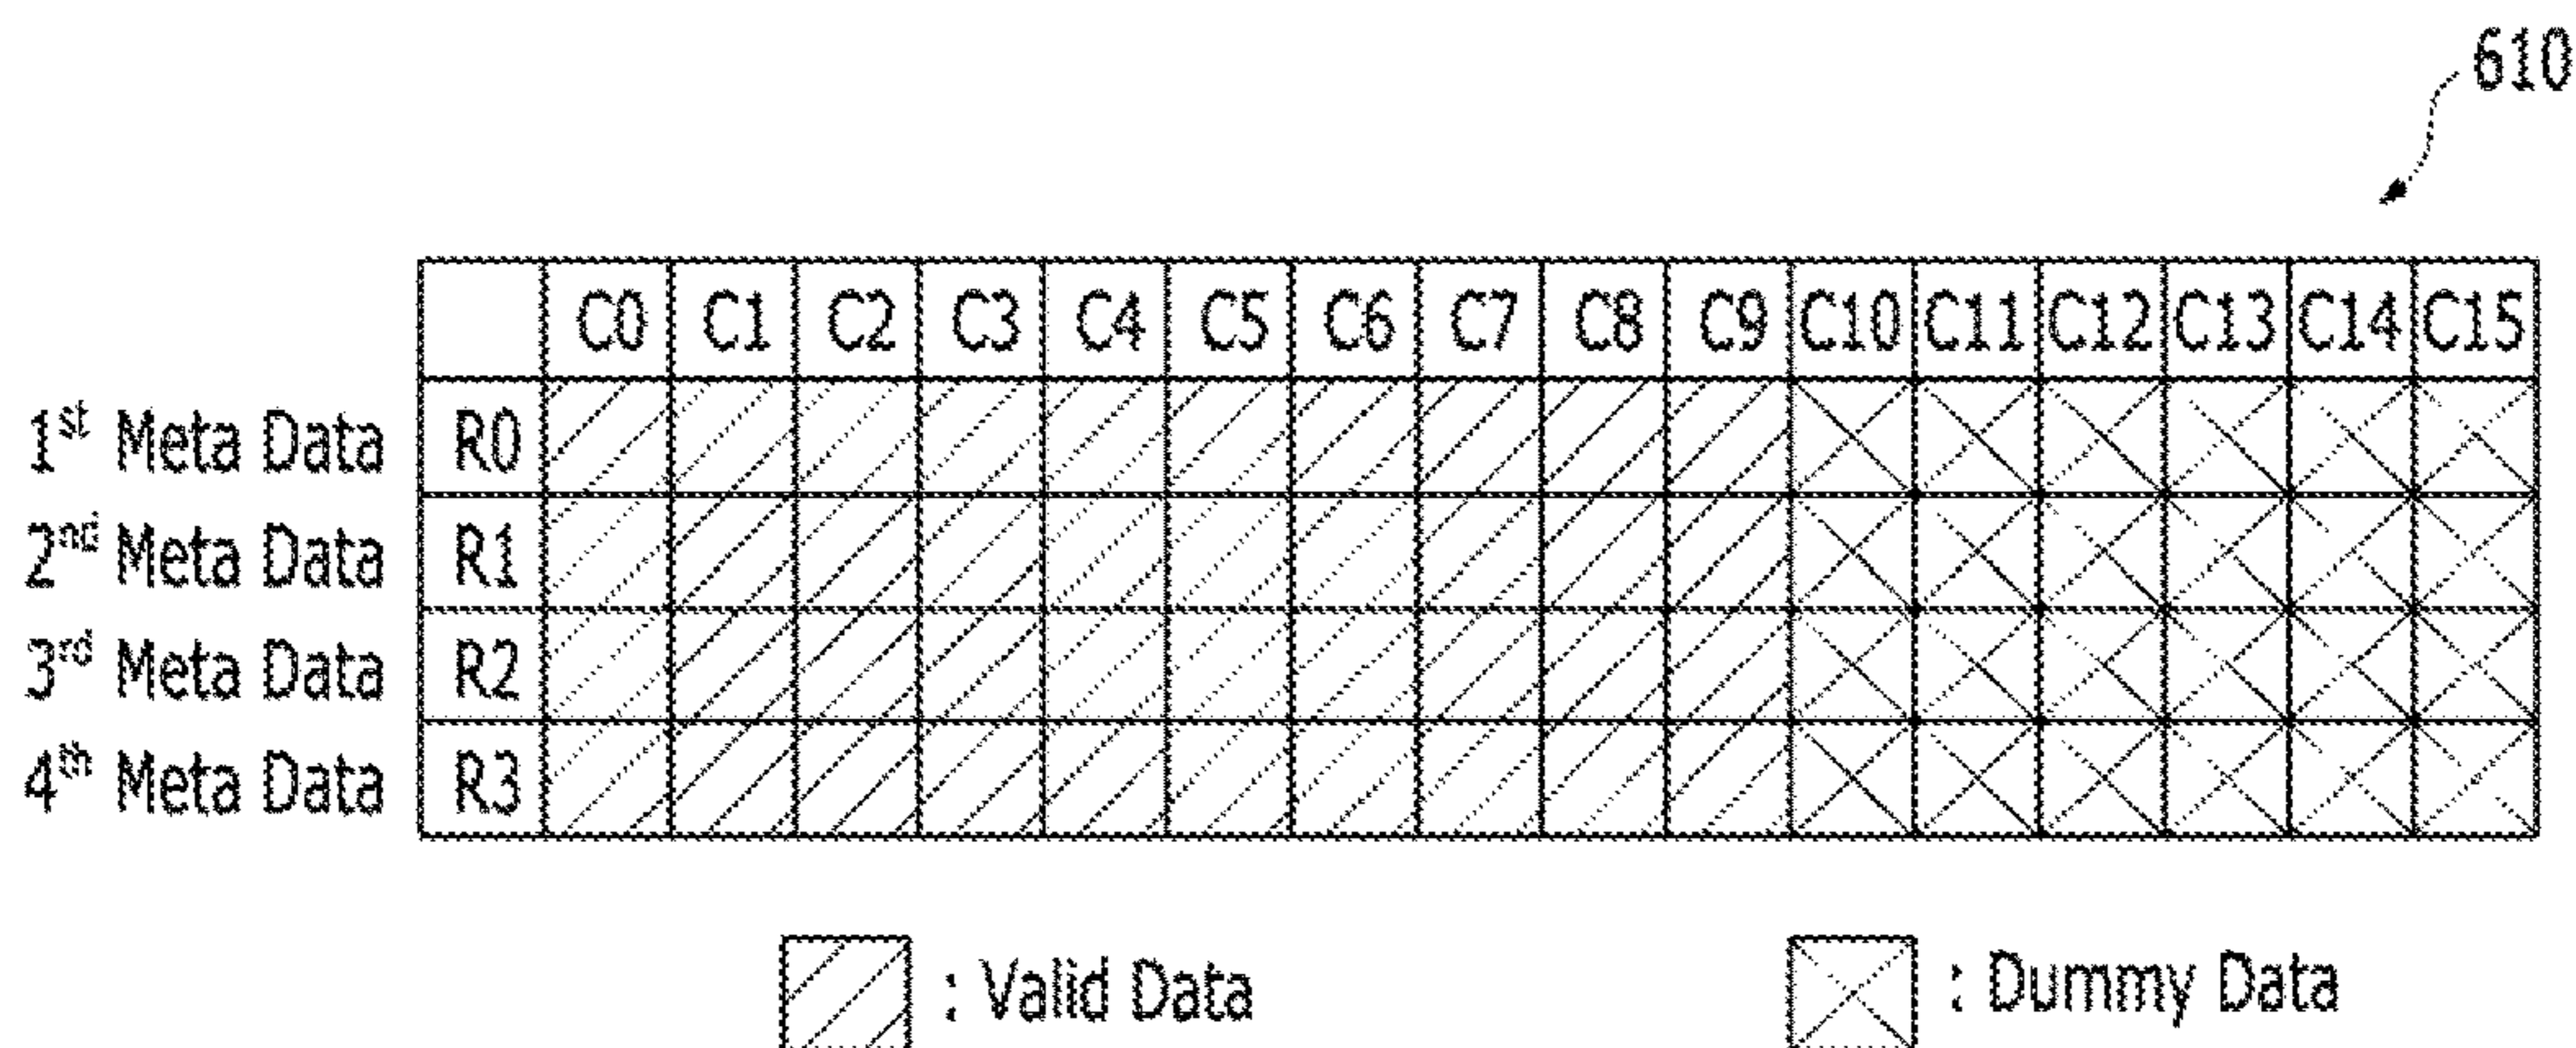 610
C0 C1 C2 C3 C4 C5 C6 C7 C8 C9 C10 C11 C12 C13 C14 C15
1st Meta Data R0
2nd Meta Data R1
3rd Meta Data R2
4th Meta Data R3
: Valid Data : Dummy Data